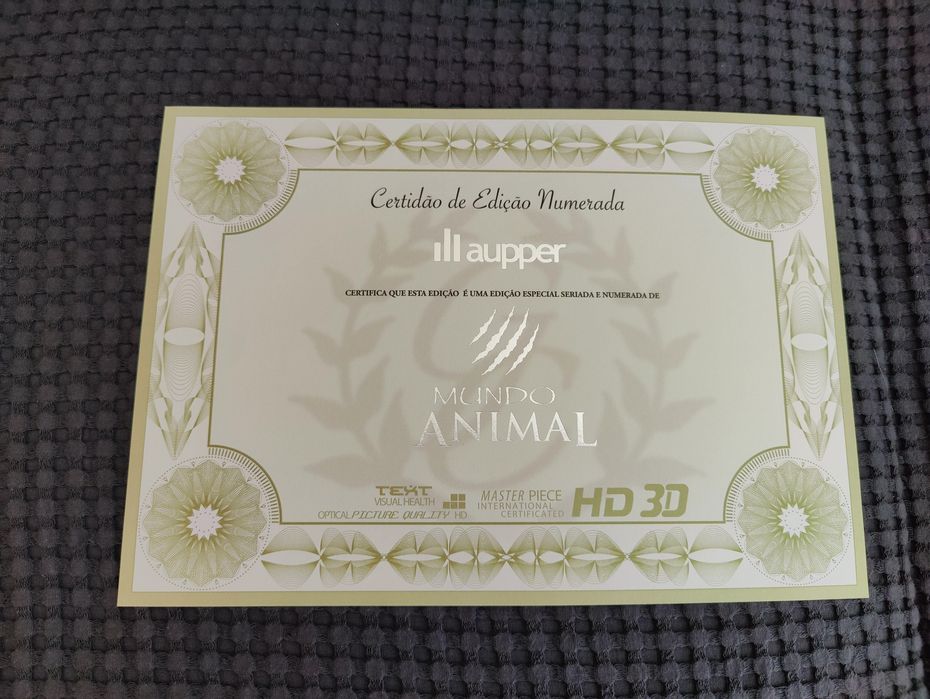 Certidão de Edição Numerada
aupper
CERTIFICA QUE ESTA EDIÇÃO É UMA EDIÇÃO ESPECIAL SERIADA E NUMERADA DE
MUNDO
ANIMAL
TEXT
VISUAL HEALTH
OPTICAL PICTURE QUALITY HD
MASTER PIECE
INTERNATIONAL
CERTIFICATED
HD 3D